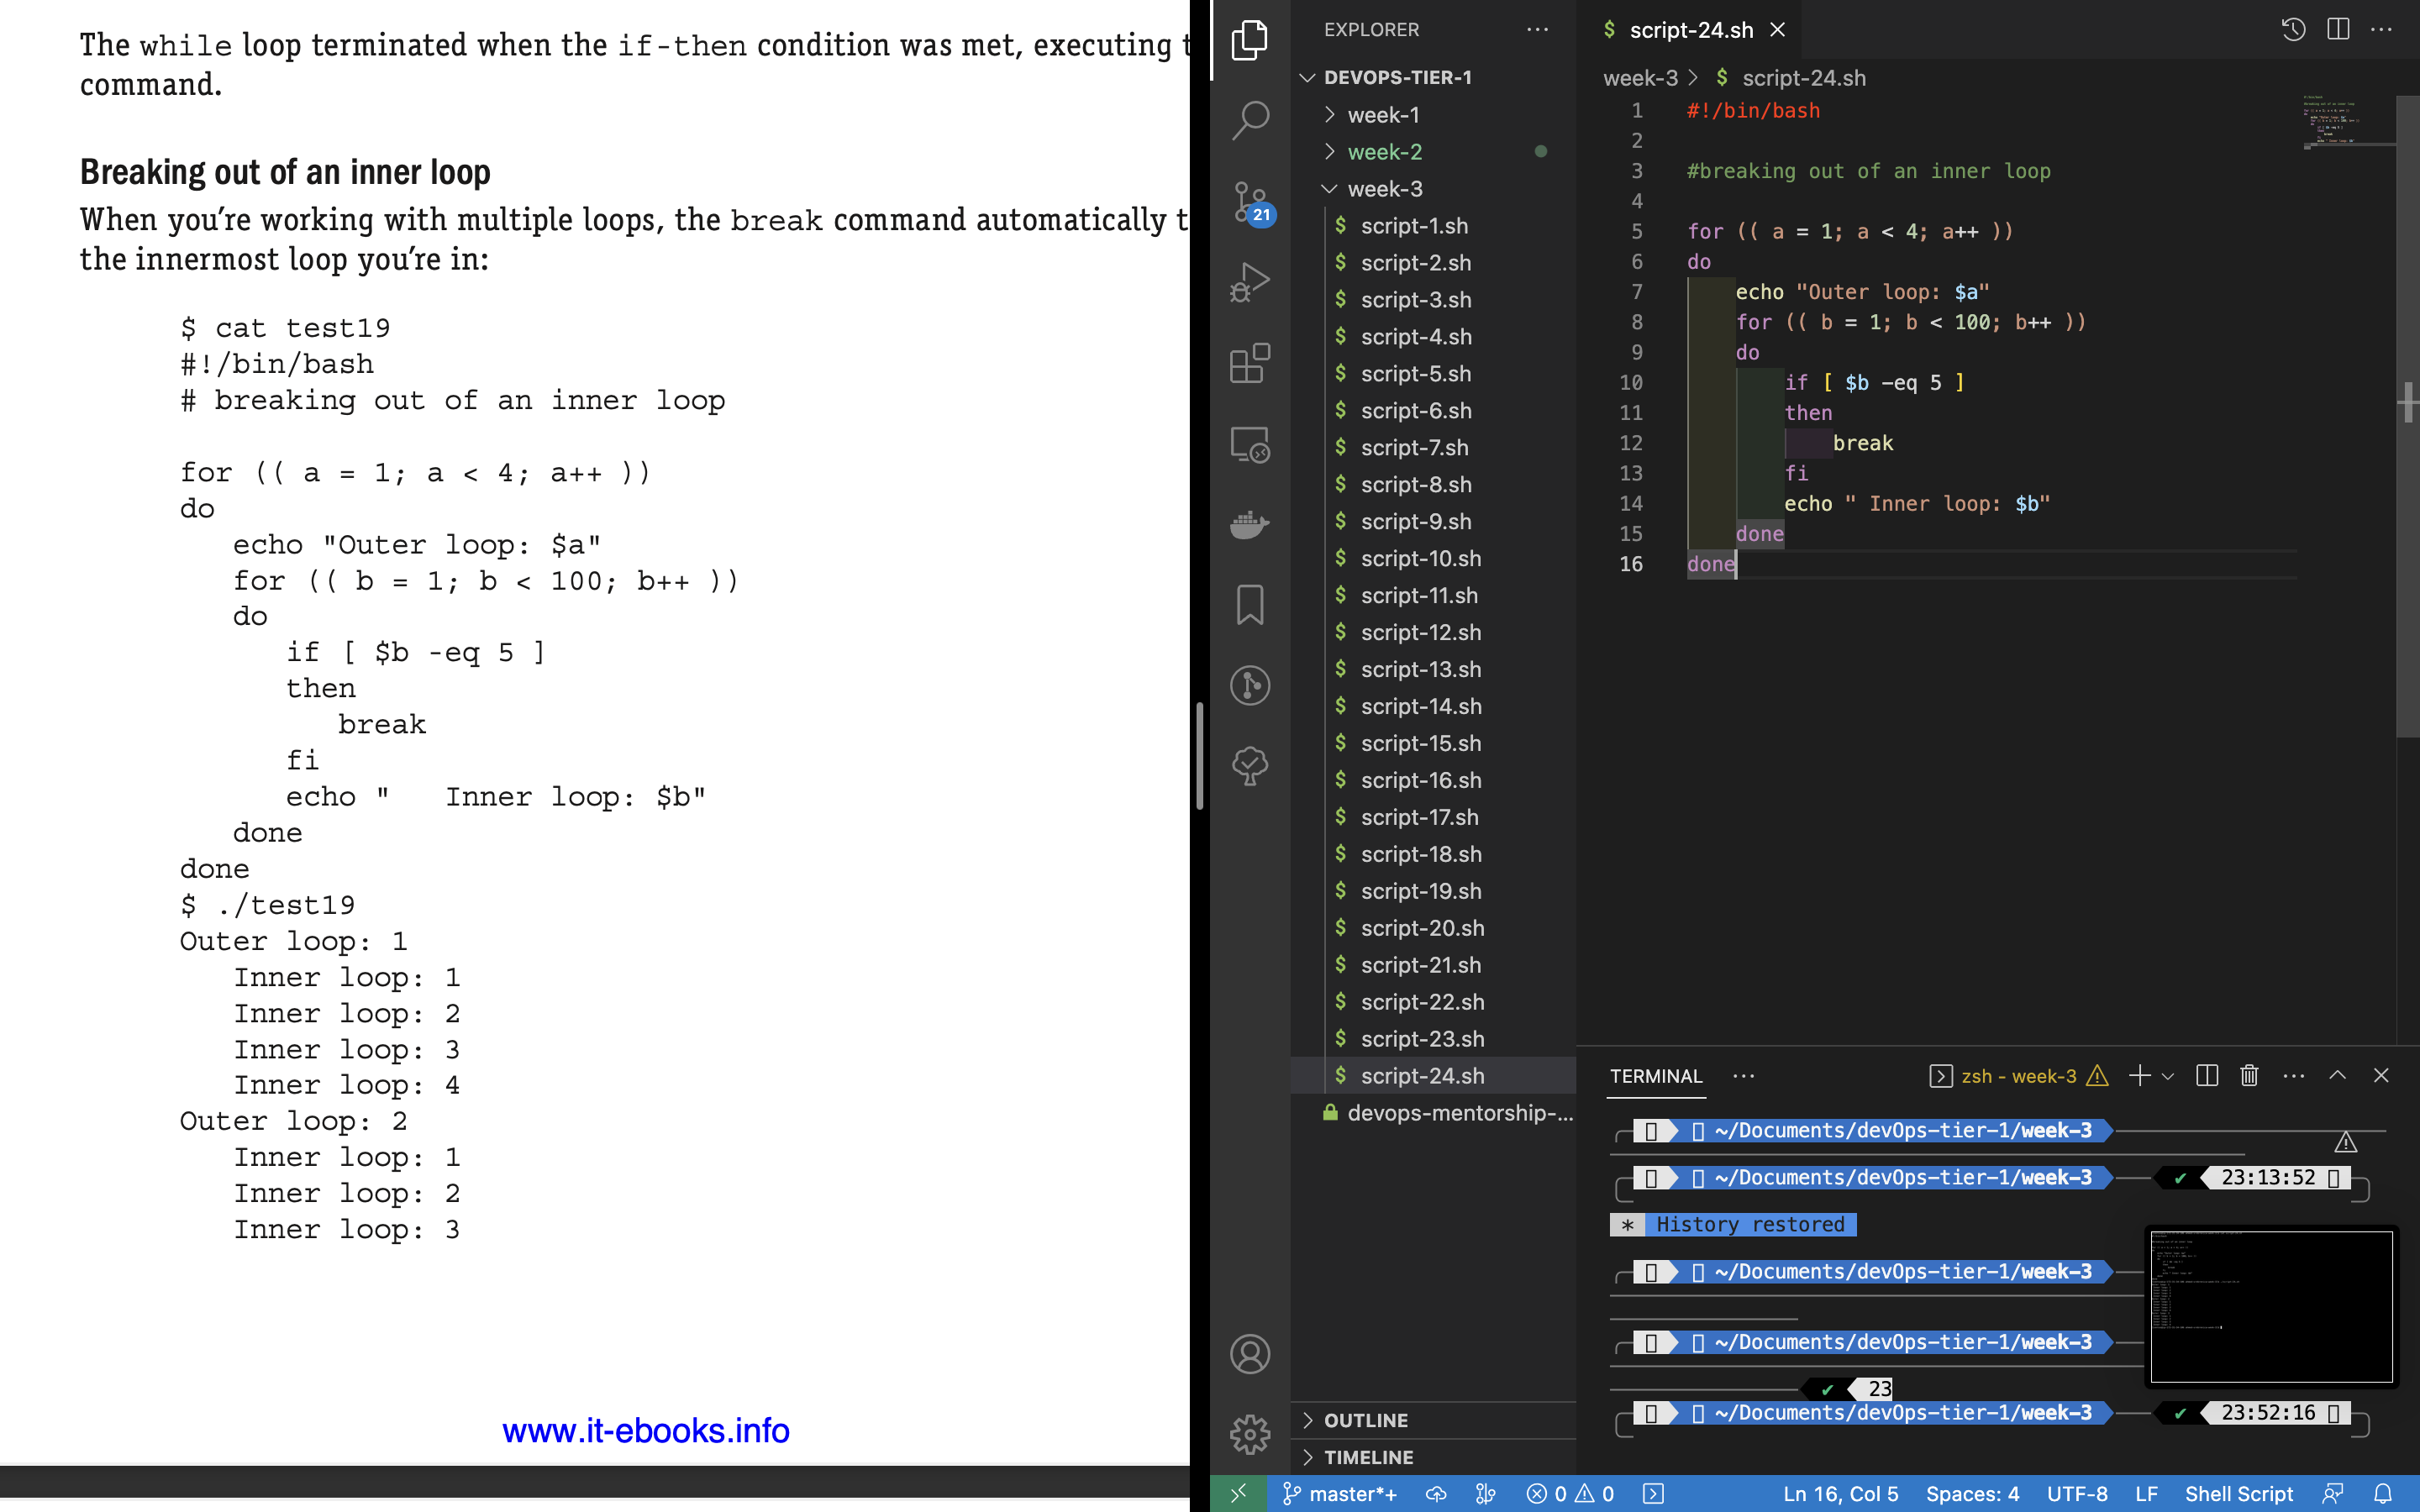 The while loop terminated when the if-then condition was met, executing
command.
Breaking out of an inner loop
When you're working with multiple loops, the break command automatically
the innermost loop you're in:
$ cat test19
#!/bin/bash
# breaking out of an inner loop
for (( a = 1; a < 4; a++ ))
do
echo "Outer loop: $a"
for (( b = 1; b < 100; b++ ))
do
if [ $b -eq 5 ]
then
break
fi
echo "   Inner loop: $b"
done
done
$ ./test19
Outer loop: 1
Inner loop: 1
Inner loop: 2
Inner loop: 3
Inner loop: 4
Outer loop: 2
Inner loop: 1
Inner loop: 2
Inner loop: 3
www.it-ebooks.info
21
EXPLORER
DEVOPS-TIER-1
week-1
week-2
week-3
$ script-1.sh
$ script-2.sh
$ script-3.sh
$ script-4.sh
$ script-5.sh
$ script-6.sh
$ script-7.sh
$ script-8.sh
$ script-9.sh
$ script-10.sh
$ script-11.sh
$ script-12.sh
$ script-13.sh
$ script-14.sh
$ script-15.sh
$ script-16.sh
$ script-17.sh
$ script-18.sh
$ script-19.sh
$ script-20.sh
$ script-21.sh
$ script-22.sh
$ script-23.sh
$ script-24.sh
devops-mentorship-...
OUTLINE
TIMELINE
$ script-24.sh
week-3 > $ script-24.sh
1 #!/bin/bash
2
3 #breaking out of an inner loop
4
5 for (( a = 1; a < 4; a++ ))
6 do
7 echo "Outer loop: $a"
8 for (( b = 1; b < 100; b++ ))
9 do
10 if [ $b -eq 5 ]
11 then
12 break
13 fi
14 echo " Inner loop: $b"
15 done
16 done
TERMINAL
zsh - week-3
~/Documents/devOps-tier-1/week-3
~/Documents/devOps-tier-1/week-3 ✔ 23:13:52
* History restored
~/Documents/devOps-tier-1/week-3
~/Documents/devOps-tier-1/week-3
✔ 23
~/Documents/devOps-tier-1/week-3 ✔ 23:52:16
master*+ 0 0 Ln 16, Col 5 Spaces: 4 UTF-8 LF Shell Script